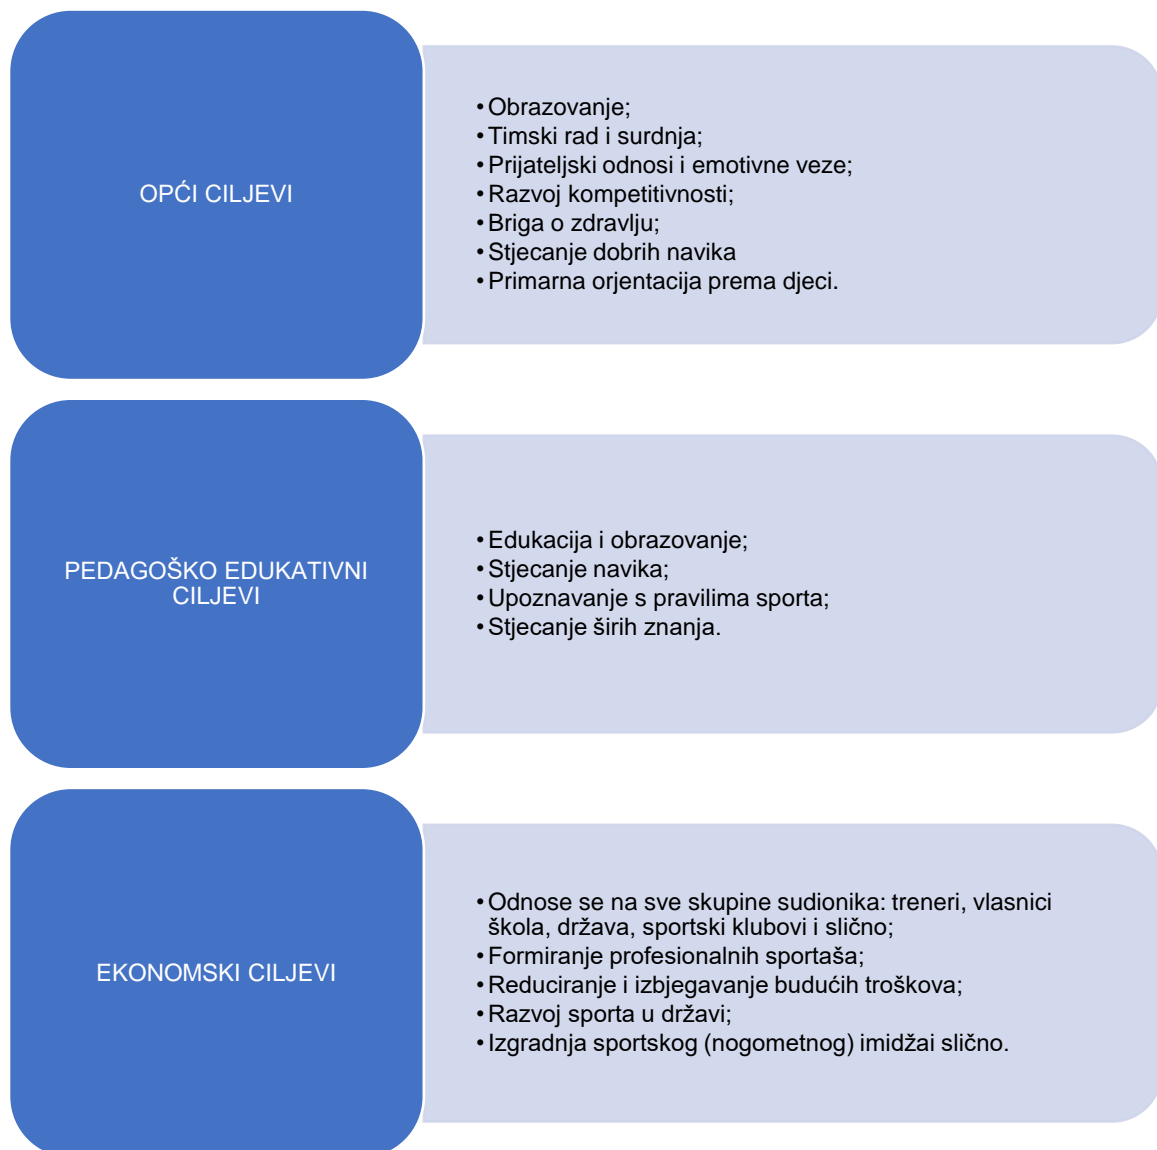 OPĆI CILJEVI
•Obrazovanje;
•Timski rad i surdnja;
•Prijateljski odnosi i emotivne veze;
•Razvoj kompetitivnosti;
•Briga o zdravlju;
•Stjecanje dobrih navika
•Primarna orjentacija prema djeci.
PEDAGOŠKO EDUKATIVNI
CILJEVI
•Edukacija i obrazovanje;
•Stjecanje navika;
•Upoznavanje s pravilima sporta;
•Stjecanje širih znanja.
EKONOMSKI CILJEVI
•Odnose se na sve skupine sudionika: treneri, vlasnici
škola, država, sportski klubovi i slično;
•Formiranje profesionalnih sportaša;
•Reduciranje i izbjegavanje budućih troškova;
•Razvoj sporta u državi;
•Izgradnja sportskog (nogometnog) imidžai slično.